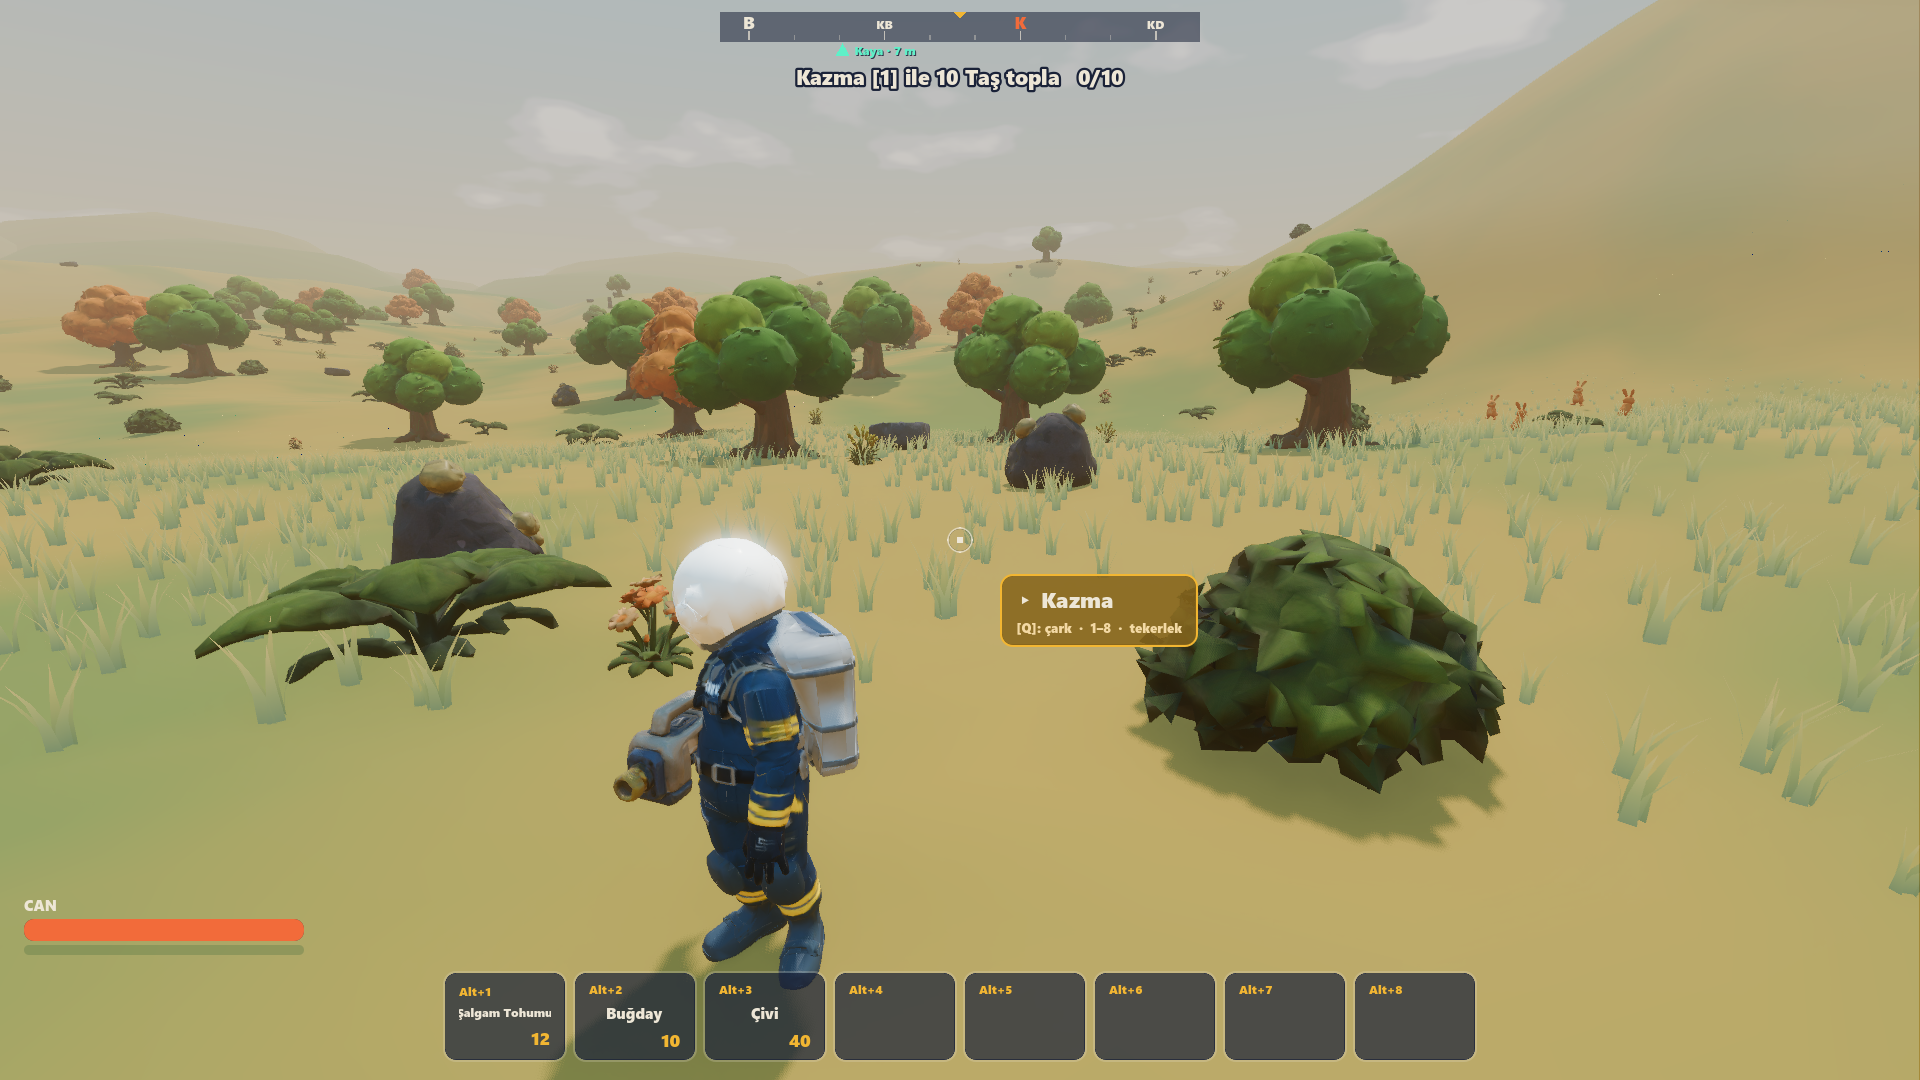 B KB K KD
Kaya · 7 m
Kazma [1] ile 10 Taş topla 0/10
▸ Kazma
[Q]: çark · 1–8 · tekerlek
CAN
Alt+1 Alt+2 Alt+3 Alt+4 Alt+5 Alt+6 Alt+7 Alt+8
Şalgam Tohumu Buğday Çivi
12 10 40